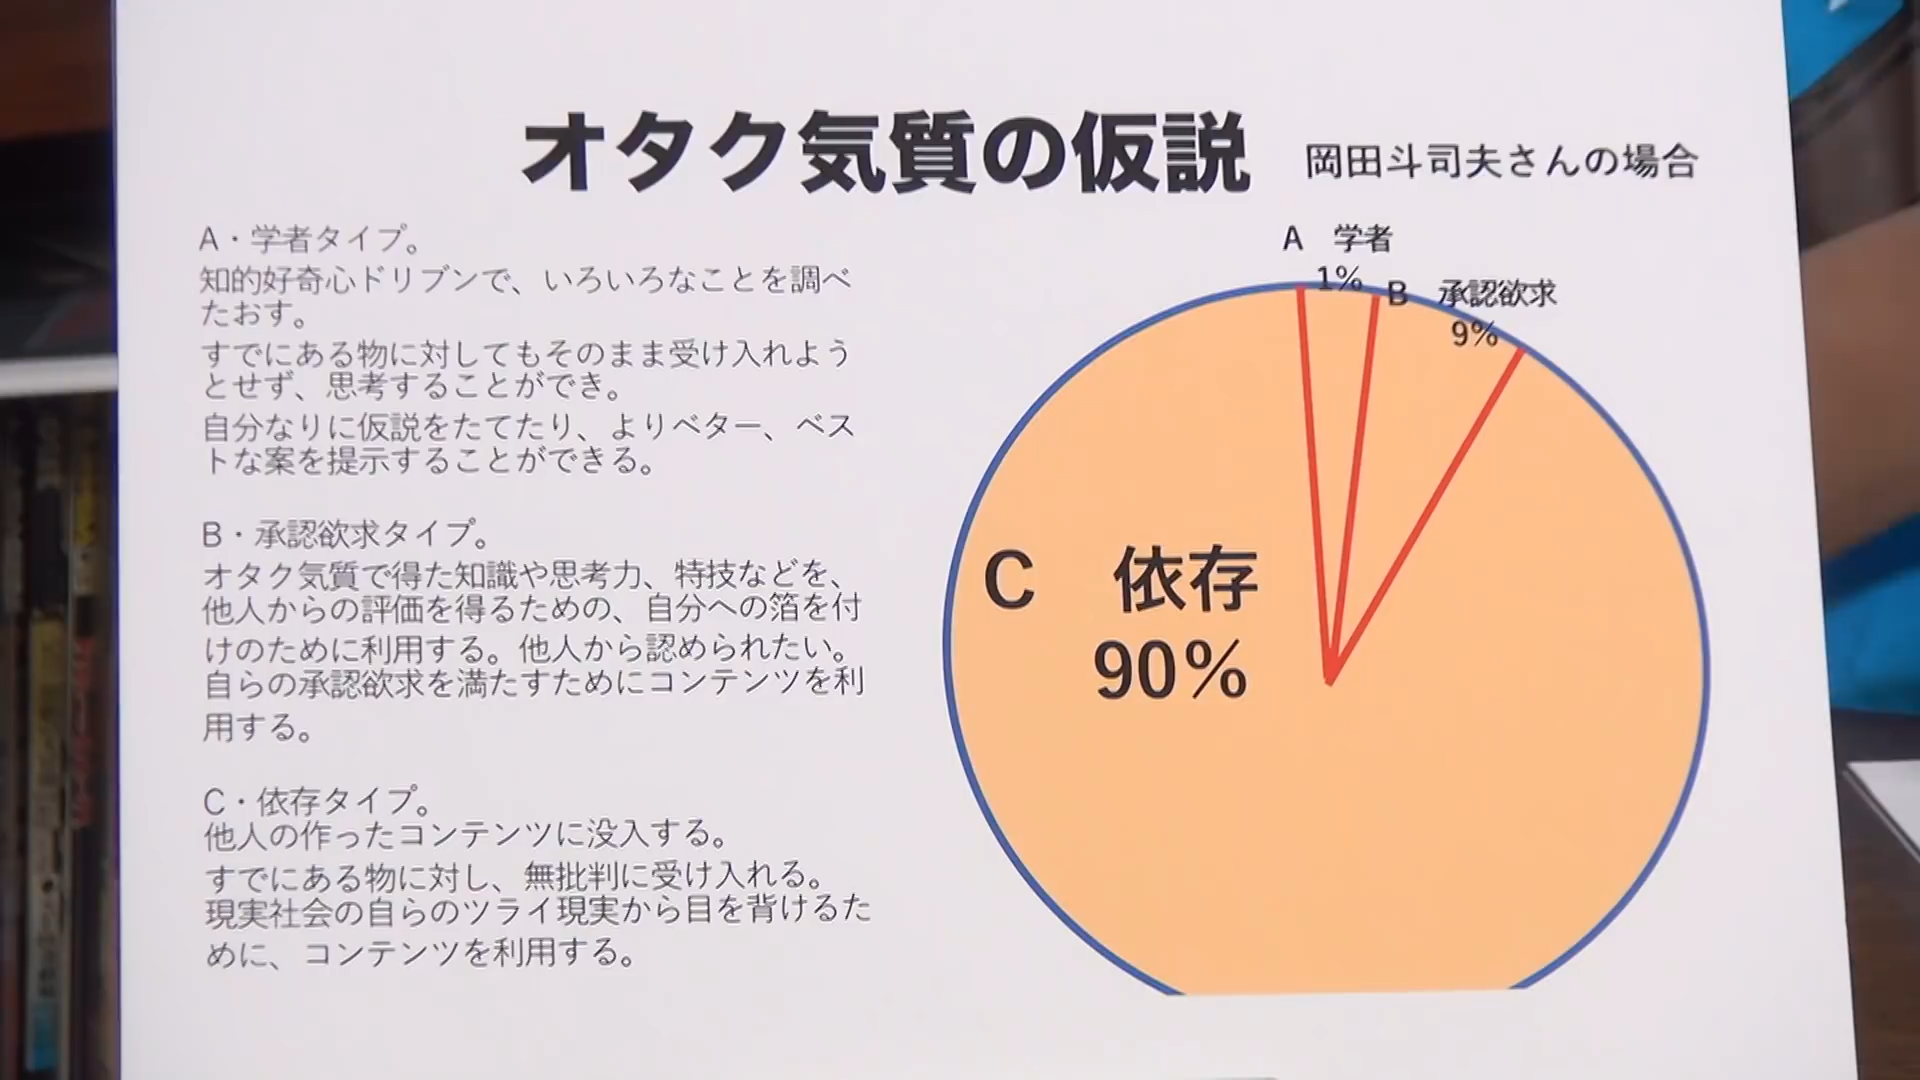 オタク気質の仮説　岡田斗司夫さんの場合
A・学者タイプ。
知的好奇心ドリブンで、いろいろなことを調べ
たおす。
すでにある物に対してもそのまま受け入れよう
とせず、思考することができ。
自分なりに仮説をたてたり、よりベター、ベス
トな案を提示することができる。
B・承認欲求タイプ。
オタク気質で得た知識や思考力、特技などを、
他人からの評価を得るための、自分への箔を付
けのために利用する。他人から認められたい。
自らの承認欲求を満たすためにコンテンツを利
用する。
C・依存タイプ。
他人の作ったコンテンツに没入する。
すでにある物に対し、無批判に受け入れる。
現実社会の自らのツライ現実から目を背けるた
めに、コンテンツを利用する。
A　学者
1%
B　承認欲求
9%
C　依存
90%